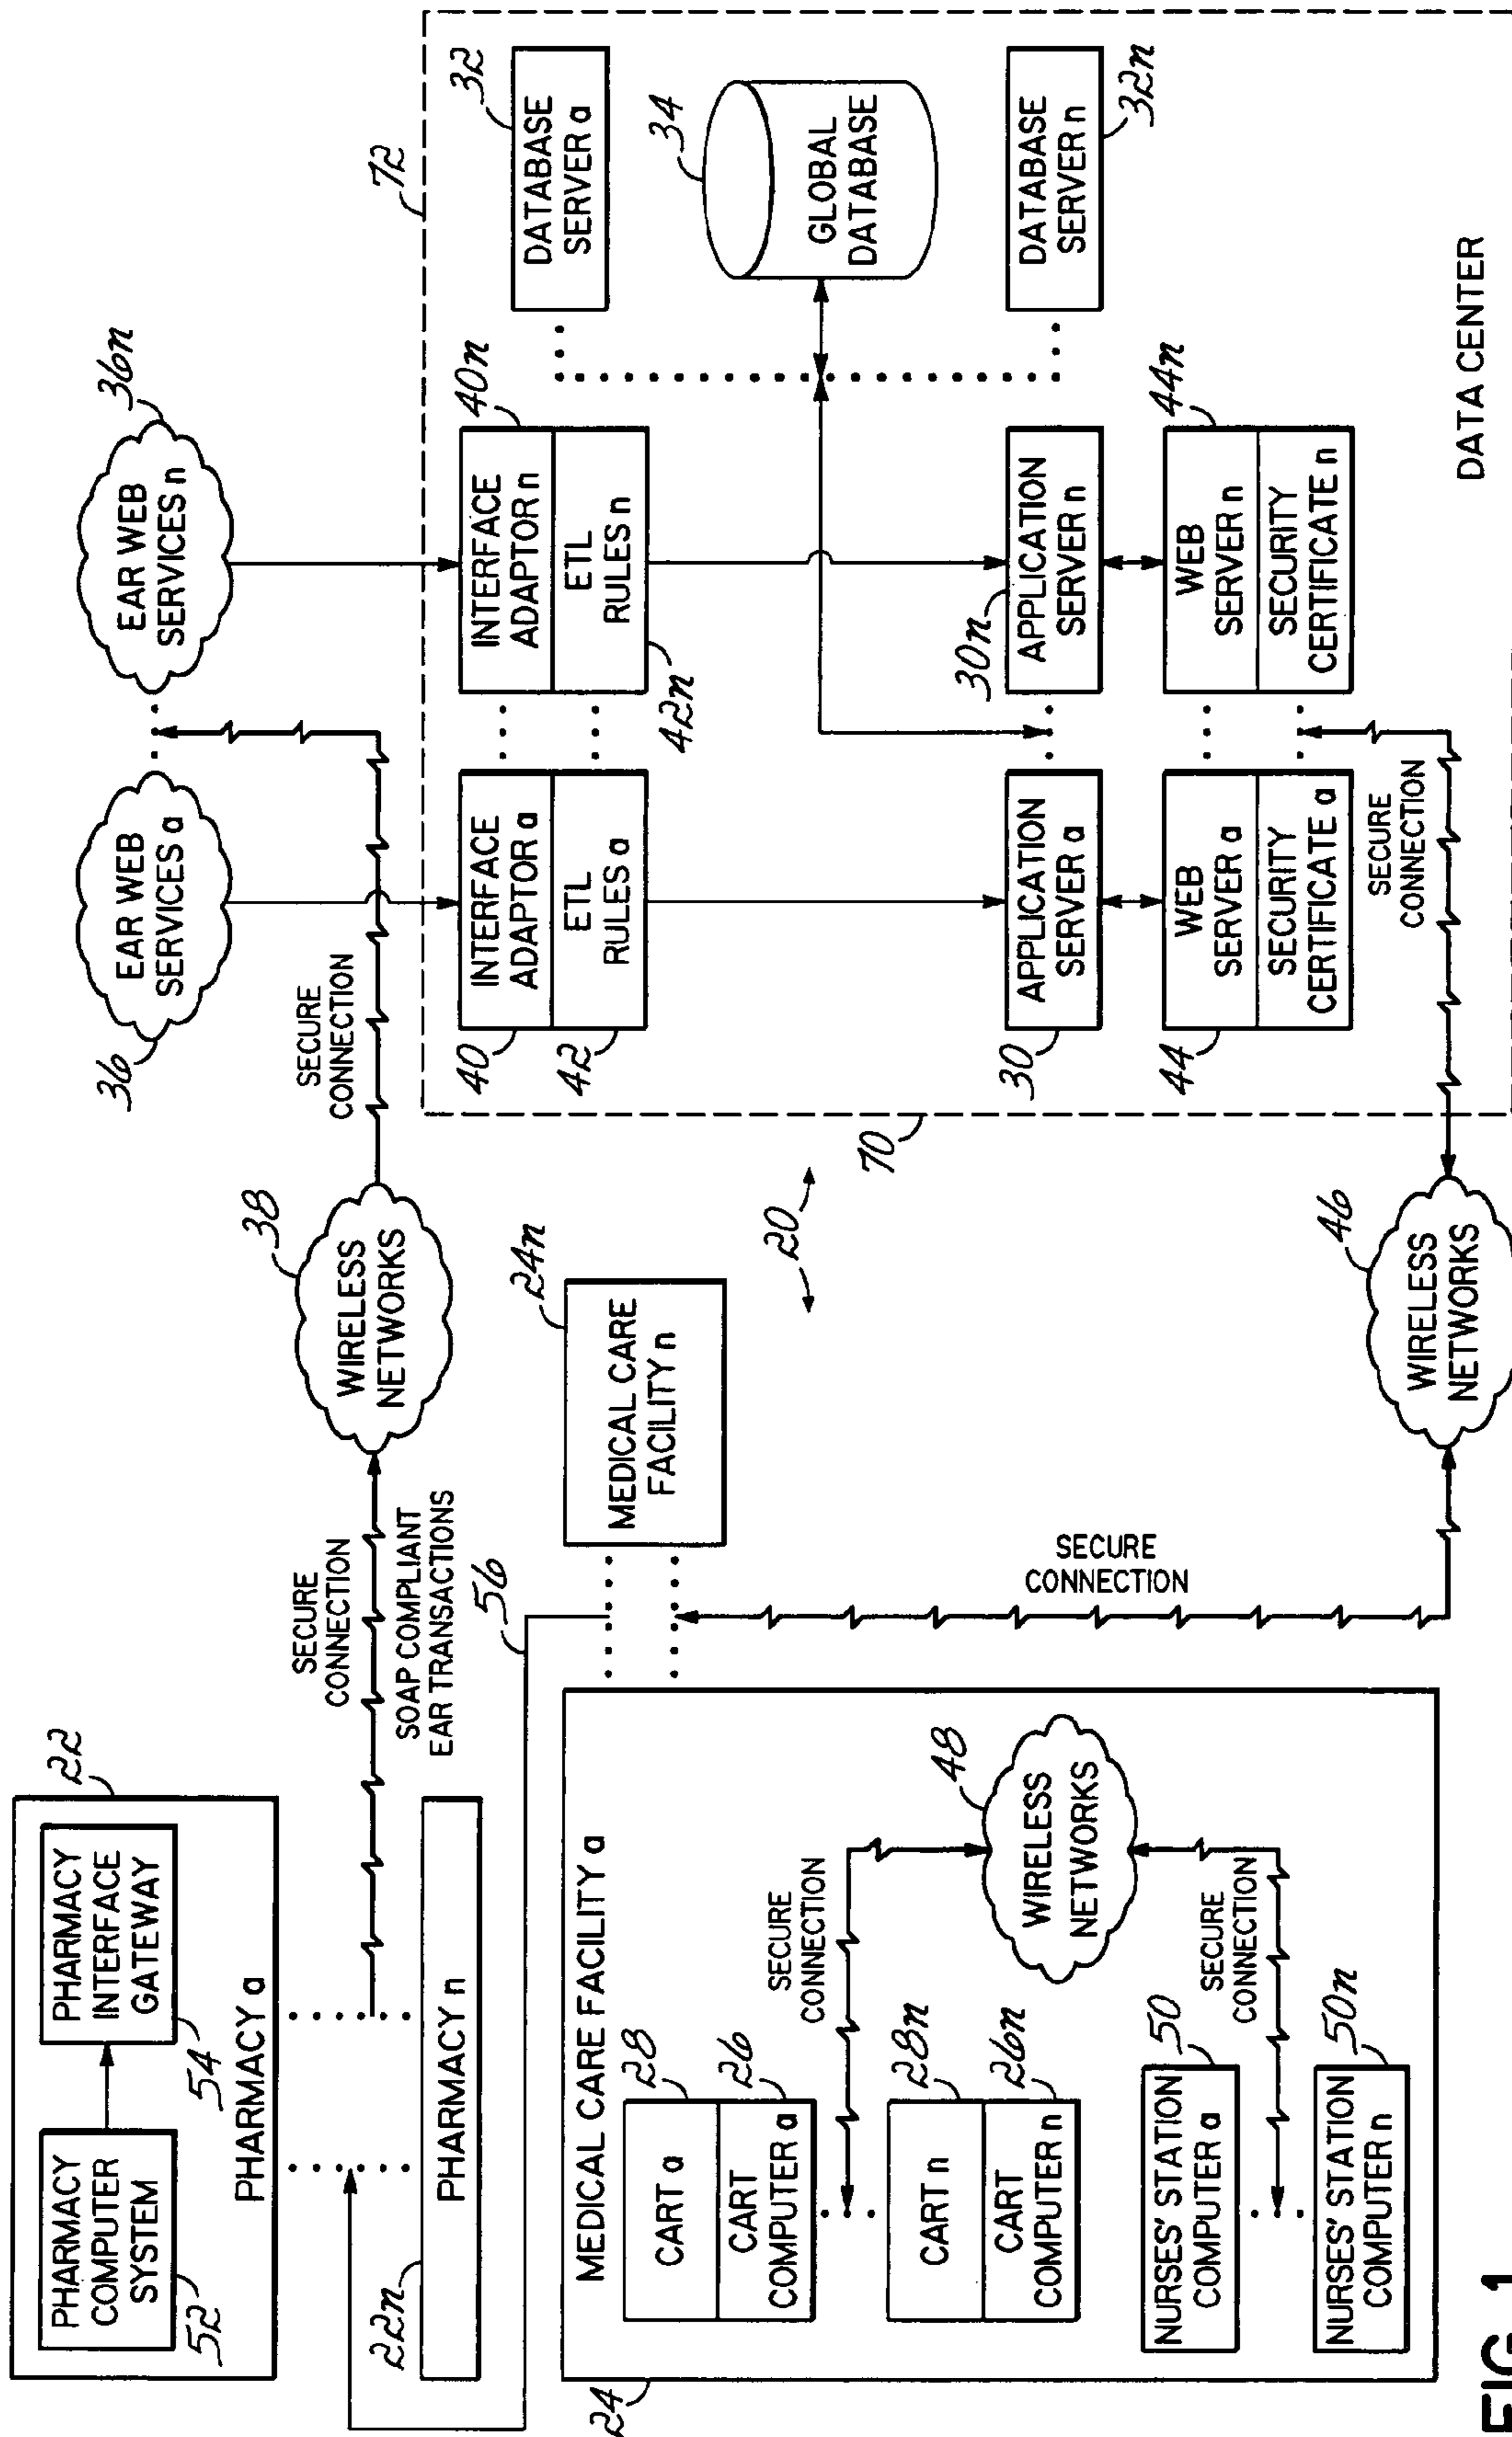 22
PHARMACY
COMPUTER
SYSTEM
52
PHARMACY
INTERFACE
GATEWAY
54
PHARMACY a
22n
PHARMACY n
SECURE
CONNECTION
SOAP COMPLIANT
EAR TRANSACTIONS
56
38
WIRELESS
NETWORKS
SECURE
CONNECTION
36
EAR WEB
SERVICES a
36n
EAR WEB
SERVICES n
24
MEDICAL CARE FACILITY a
28
CART a
26
CART
COMPUTER a
28n
CART n
26n
CART
COMPUTER n
50
NURSES' STATION
COMPUTER a
50n
NURSES' STATION
COMPUTER n
SECURE
CONNECTION
48
WIRELESS
NETWORKS
SECURE
CONNECTION
24n
MEDICAL CARE
FACILITY n
20
SECURE
CONNECTION
46
WIRELESS
NETWORKS
SECURE
CONNECTION
70
72
40
INTERFACE
ADAPTOR a
42
ETL
RULES a
40n
INTERFACE
ADAPTOR n
42n
ETL
RULES n
30
APPLICATION
SERVER a
30n
APPLICATION
SERVER n
44
WEB
SERVER a
SECURITY
CERTIFICATE a
44n
WEB
SERVER n
SECURITY
CERTIFICATE n
32
DATABASE
SERVER a
34
GLOBAL
DATABASE
32n
DATABASE
SERVER n
DATA CENTER
FIG. 1